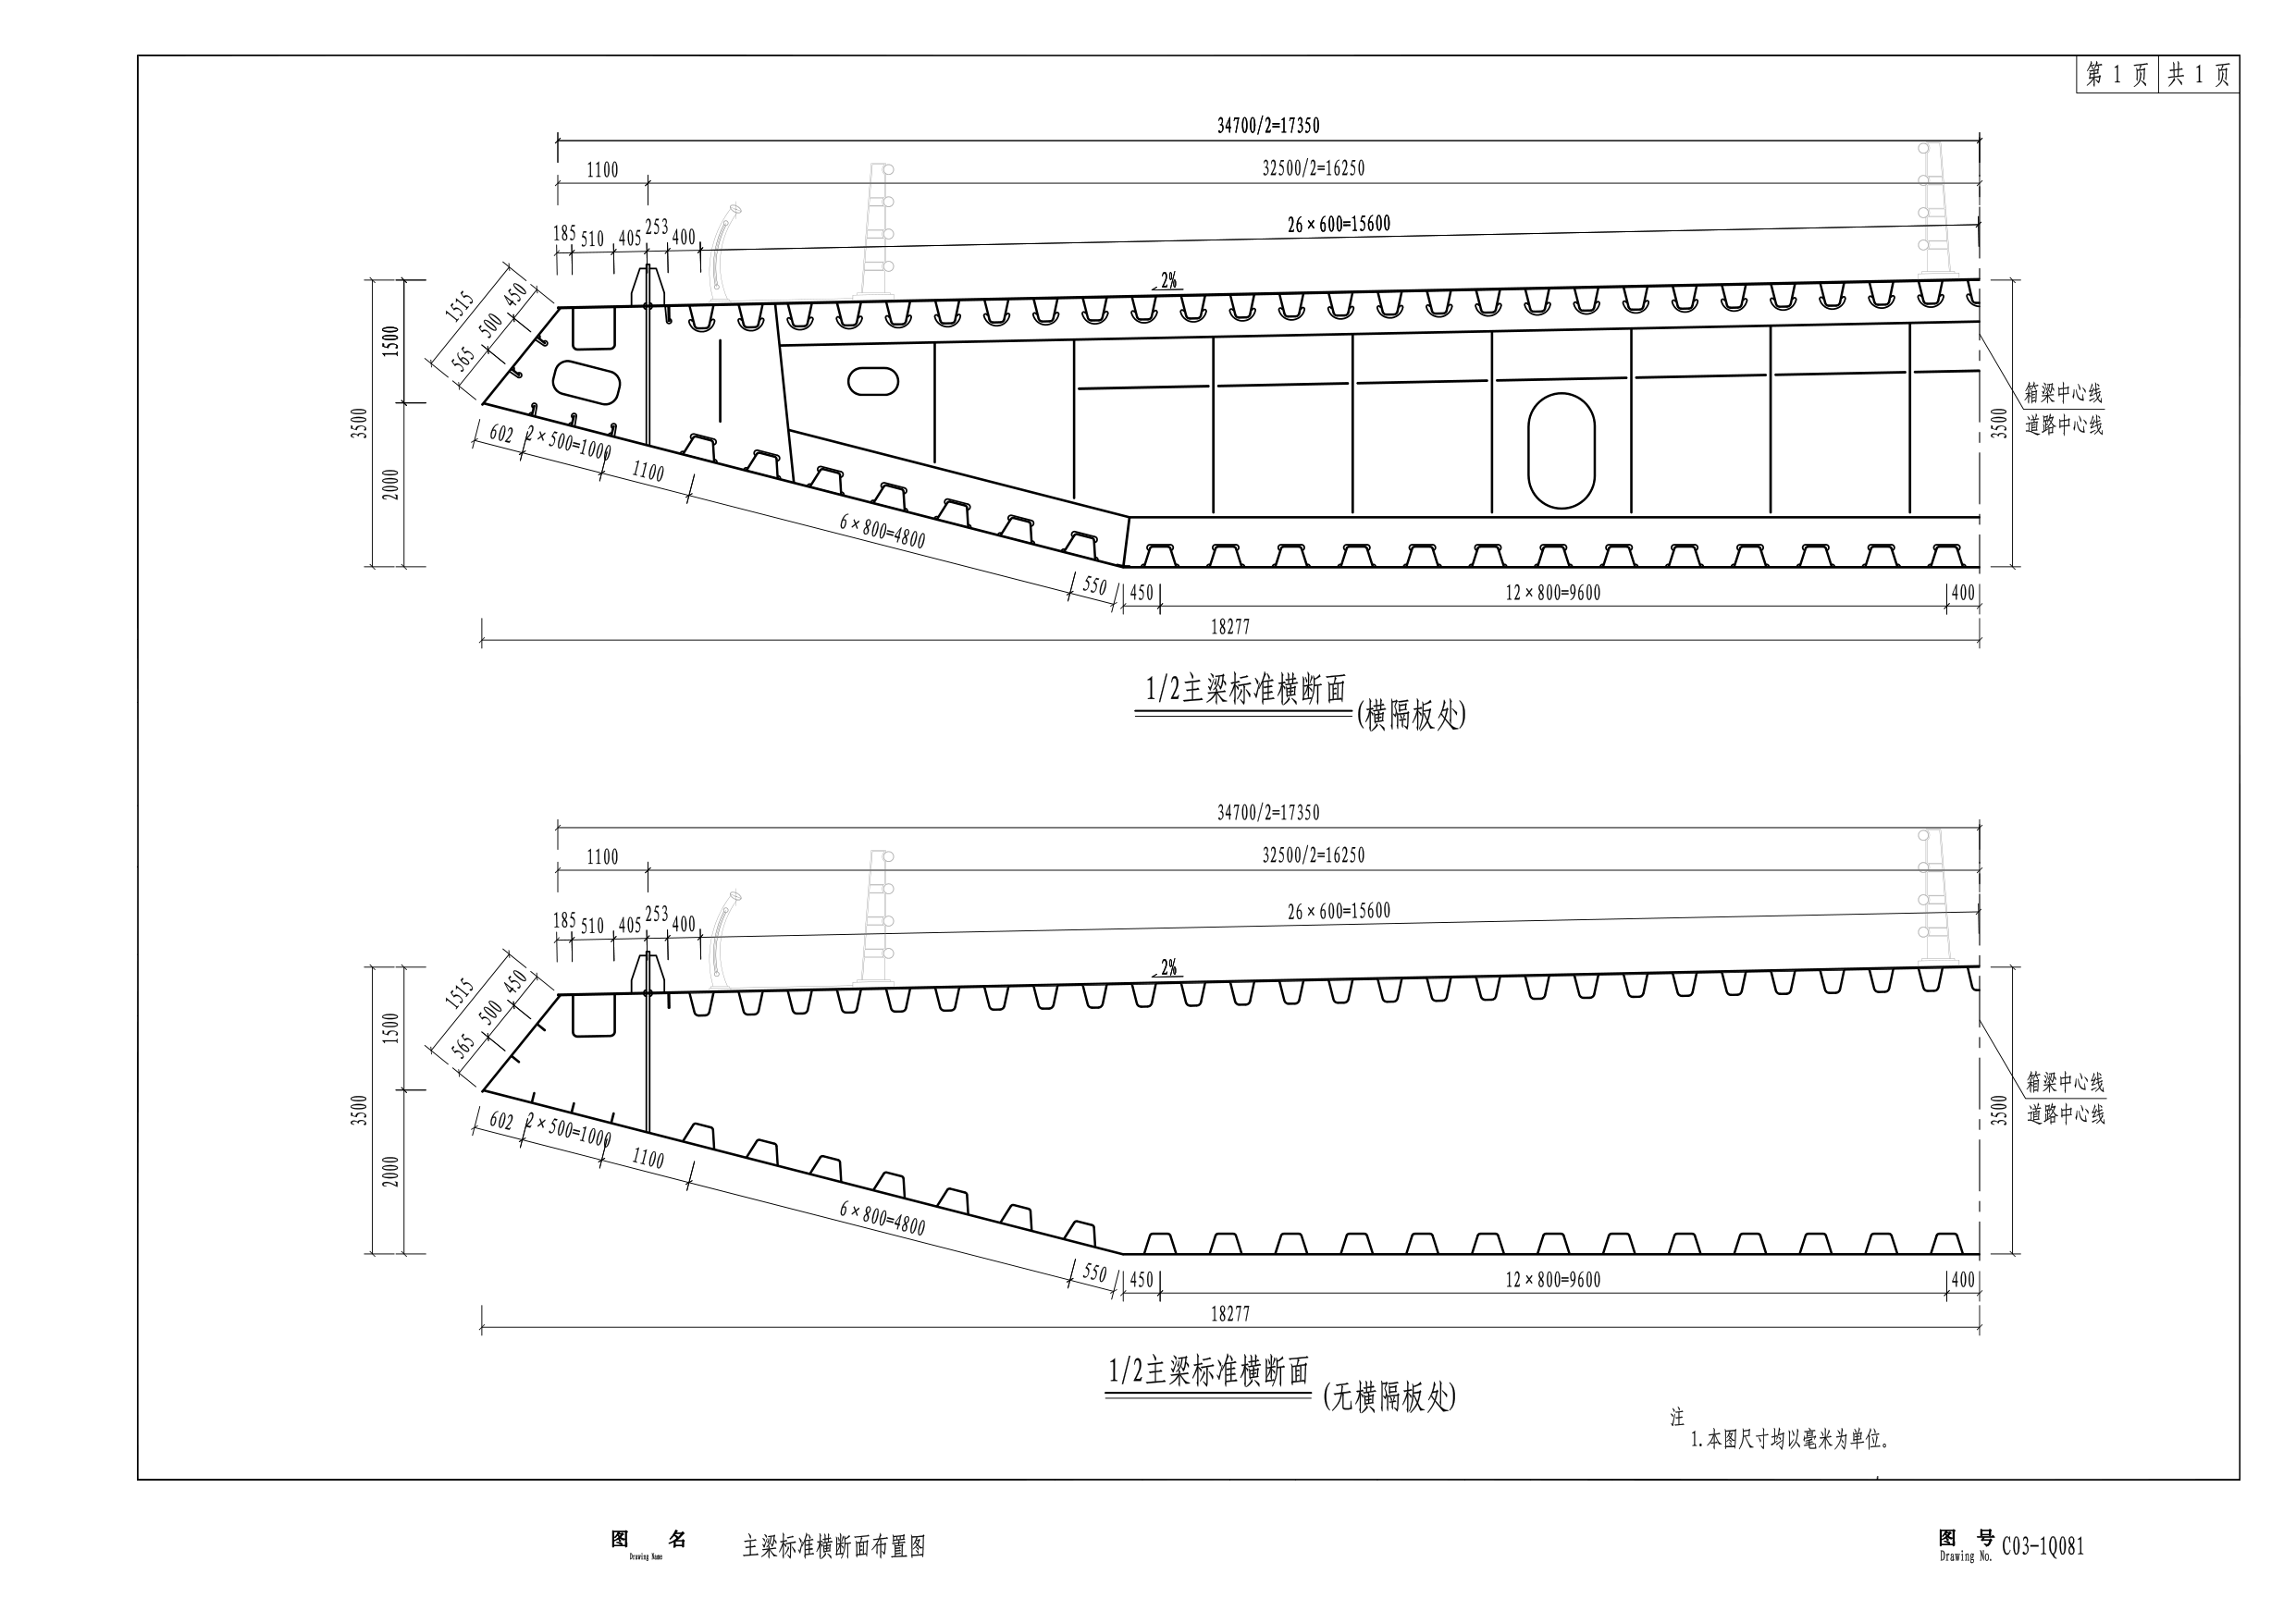 第 1 页 共 1 页
34700/2=17350
1100 32500/2=16250
26×600=15600
185 510 405 253 400
2%
1515
450
500
565
1500
3500
2000
602 2×500=1000
1100
6×800=4800
550
450 12×800=9600 400
18277
3500
箱梁中心线
道路中心线
1/2主梁标准横断面
(横隔板处)
34700/2=17350
1100 32500/2=16250
26×600=15600
185 510 405 253 400
2%
1515
450
500
565
1500
3500
2000
602 2×500=1000
1100
6×800=4800
550
450 12×800=9600 400
18277
3500
箱梁中心线
道路中心线
1/2主梁标准横断面
(无横隔板处)
注
1.本图尺寸均以毫米为单位。
图 名 主梁标准横断面布置图
Drawing Name
图 号 C03-1Q081
Drawing No.